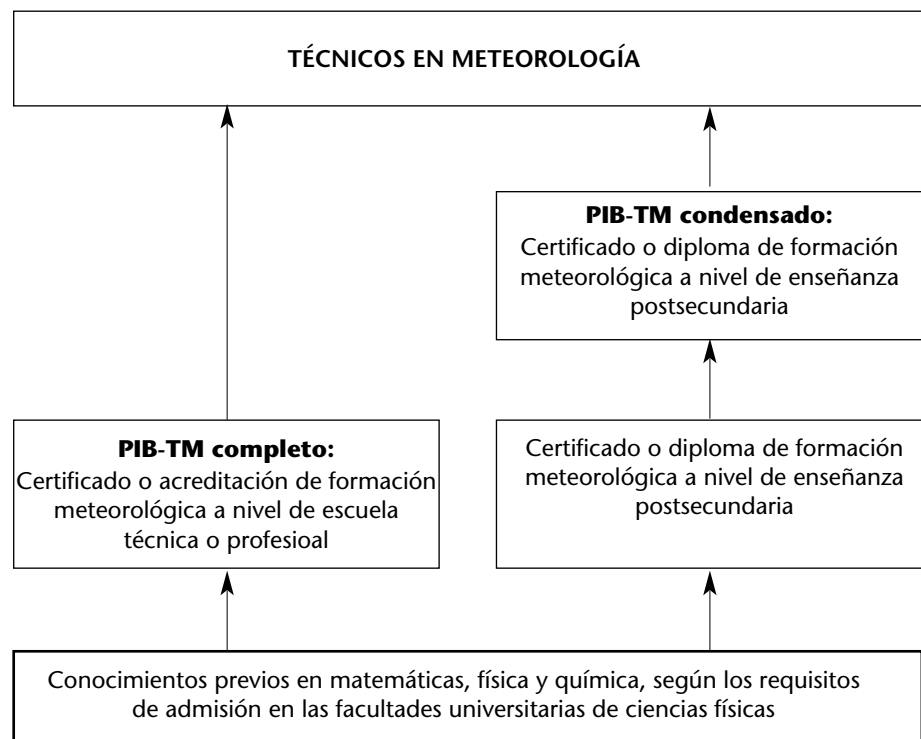 TÉCNICOS EN METEOROLOGÍA
PIB-TM condensado:
Certificado o diploma de formación
meteorológica a nivel de enseñanza
postsecundaria
PIB-TM completo:
Certificado o acreditación de formación
meteorológica a nivel de escuela
técnica o profesioal
Certificado o diploma de formación
meteorológica a nivel de enseñanza
postsecundaria
Conocimientos previos en matemáticas, física y química, según los requisitos
de admisión en las facultades universitarias de ciencias físicas